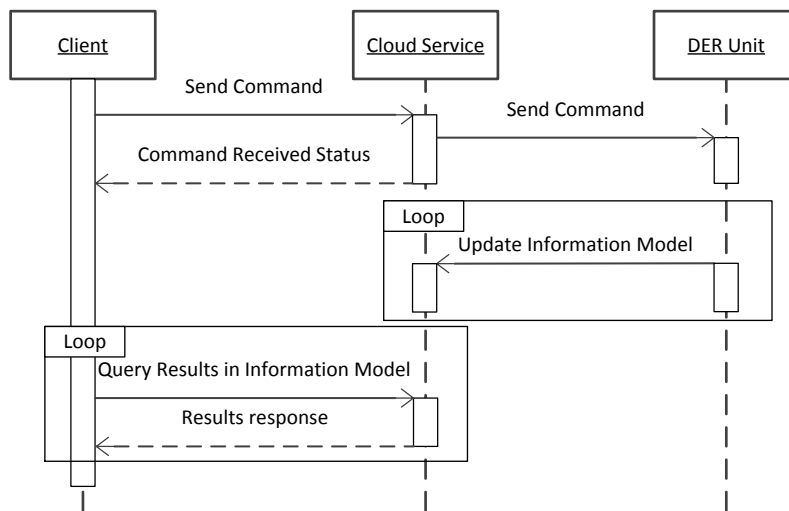 Client
Cloud Service
DER Unit
Send Command
Send Command
Command Received Status
Loop
Update Information Model
Loop
Query Results in Information Model
Results response